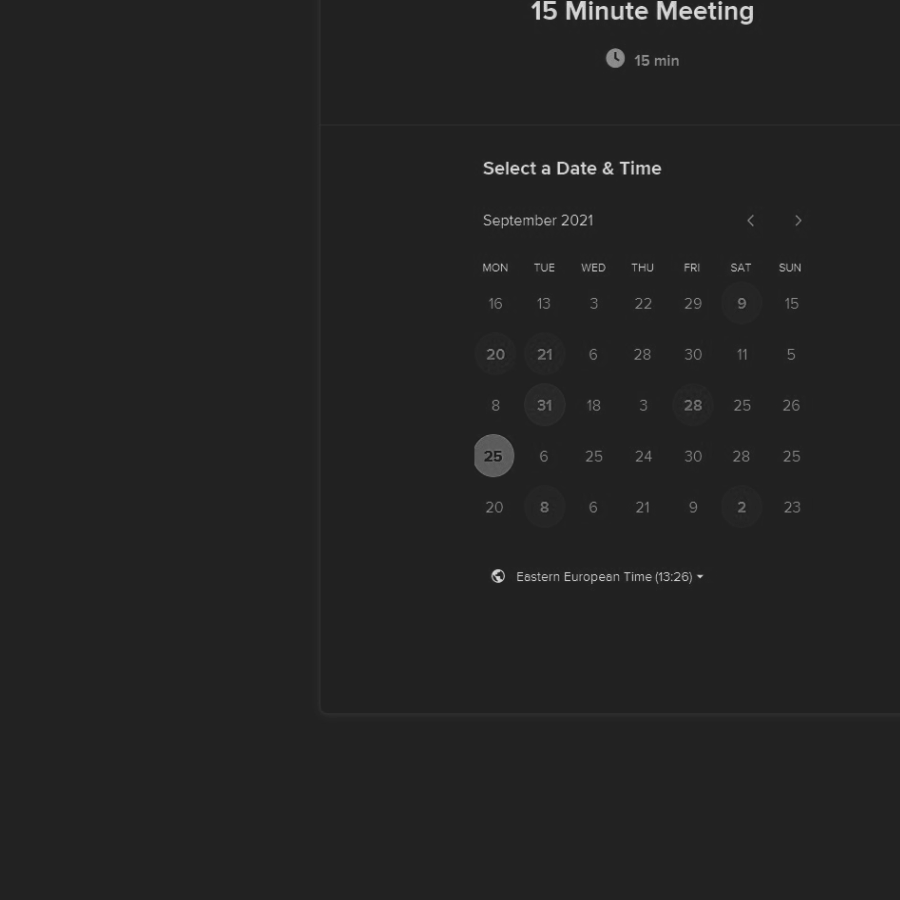 15 Minute Meeting
15 min
Select a Date & Time
September 2021
MON TUE WED THU FRI SAT SUN
16 13 3 22 29 9 15
20 21 6 28 30 11 5
8 31 18 3 28 25 26
25 6 25 24 30 28 25
20 8 6 21 9 2 23
Eastern European Time (13:26)